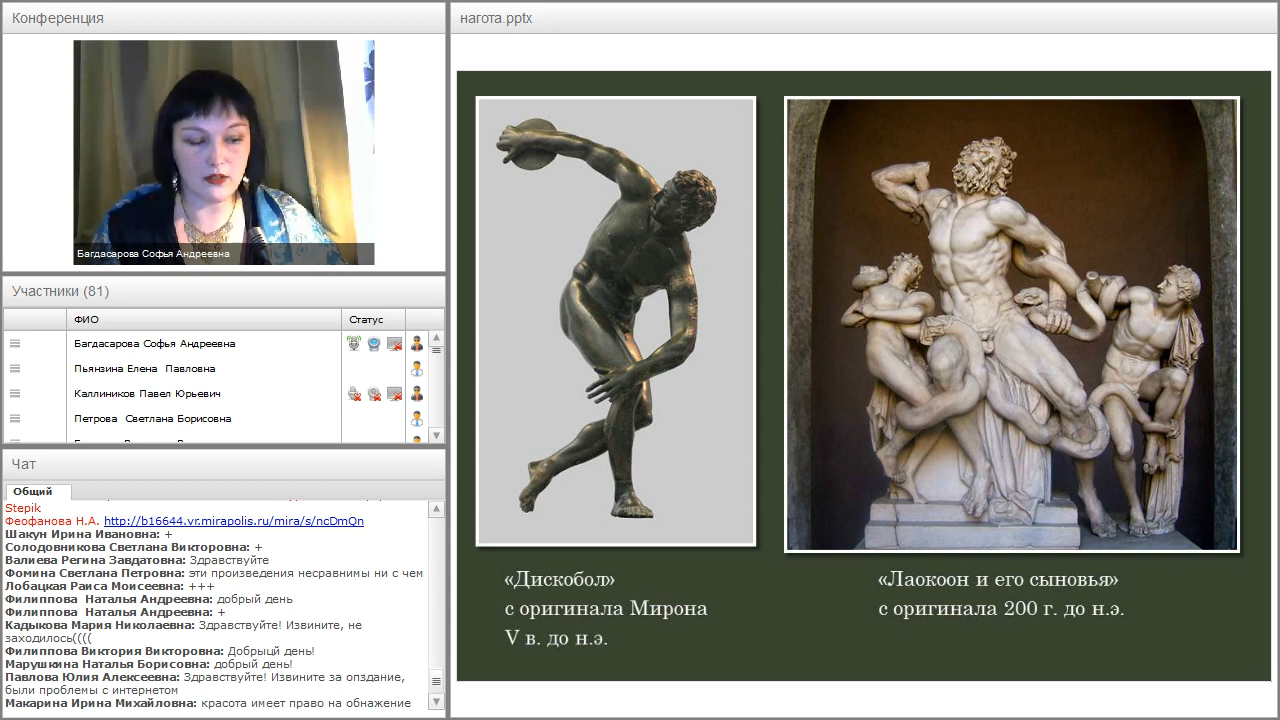 Конференция
Багдасарова Софья Андреевна
Участники (81)
ФИО
Статус
Багдасарова Софья Андреевна
Пьянзина Елена Павловна
Каллиников Павел Юрьевич
Петрова Светлана Борисовна
Чат
Общий
Stepik
Феофанова Н.А. http://b16644.vr.mirapolis.ru/mira/s/ncDmQn
Шакун Ирина Ивановна: +
Солодовникова Светлана Викторовна: +
Валиева Регина Завдатовна: Здравствуйте
Фомина Светлана Петровна: эти произведения несравнимы ни с чем
Лобацкая Раиса Моисеевна: +++
Филиппова Наталья Андреевна: добрый день
Филиппова Наталья Андреевна: +
Кадыкова Мария Николаевна: Здравствуйте! Извините, не
заходилось((((
Филиппова Виктория Викторовна: Добрыцй день!
Марушкина Наталья Борисовна: добрый день!
Павлова Юлия Алексеевна: Здравствуйте! Извините за опздание,
были проблемы с интернетом
Макарина Ирина Михайловна: красота имеет право на обнажение
нагота.pptx
«Дискобол»
с оригинала Мирона
V в. до н.э.
«Лаокоон и его сыновья»
с оригинала 200 г. до н.э.